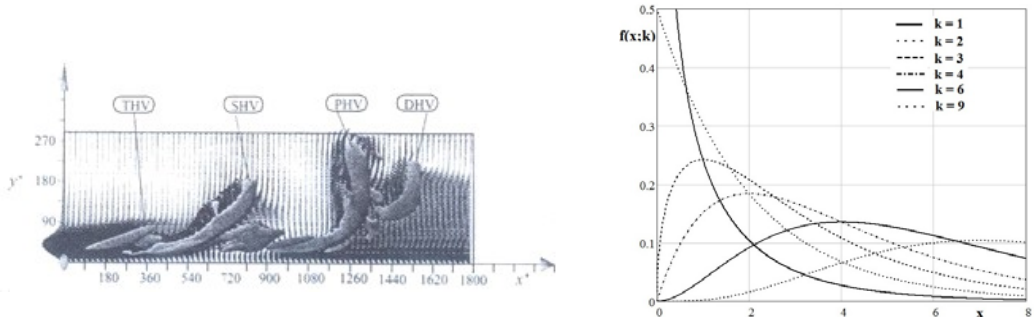 THV SHV PHV DHV
270
180
90
y⁺
180 360 540 720 900 1080 1260 1440 1620 1800 x⁺
0.5
f(x;k)
0.4
0.3
0.2
0.1
0
0 2 4 6 8
x
k = 1
k = 2
k = 3
k = 4
k = 6
k = 9